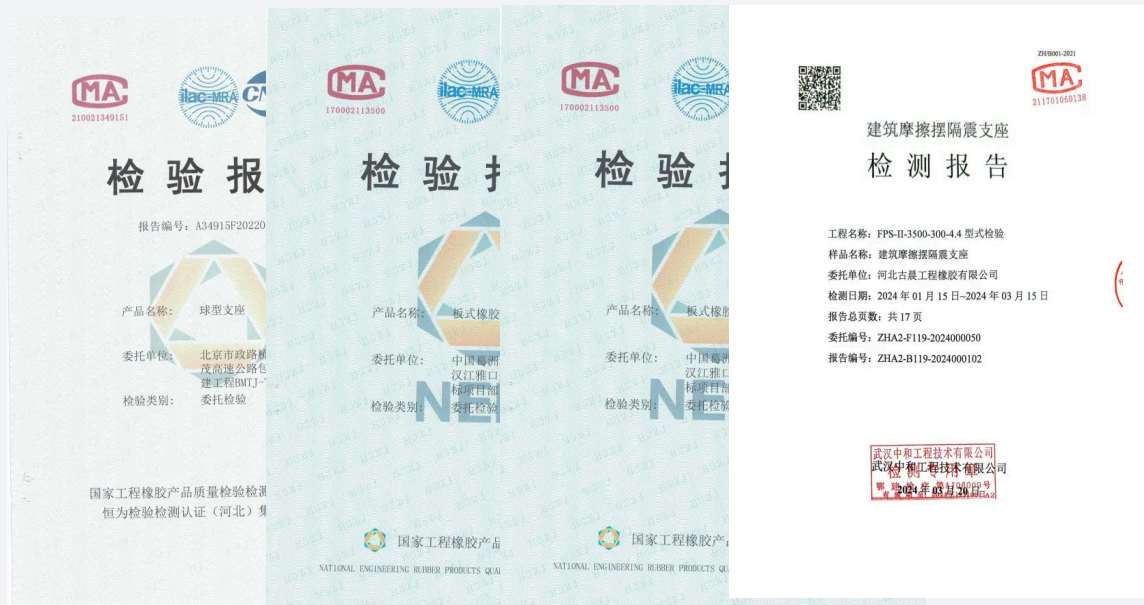 MA
210021349151
ilac-MRA
CN
检验报
报告编号: A34915F20220
产品名称: 球型支座
委托单位: 北京市政路桥
茂高速公路包
建工程BMTJ-
检验类别: 委托检验
国家工程橡胶产品质量检验检测
恒为检验检测认证(河北)集
MA
170002113500
ilac-MRA
检验
产品名称: 板式橡胶
委托单位: 中国葛洲
汉江雅口
标项目部
检验类别: 委托检验
NE
国家工程橡胶产品
NATIONAL ENGINEERING RUBBER PRODUCTS QUA
MA
170002113500
ilac-MRA
检验
产品名称: 板式橡胶
委托单位: 中国葛洲
汉江雅口
标项目部
检验类别: 委托检验
NE
国家工程橡胶产品
NATIONAL ENGINEERING RUBBER PRODUCTS QU
ZH/B001-2021
MA
211701060138
建筑摩擦摆隔震支座
检测报告
工程名称: FPS-II-3500-300-4.4 型式检验
样品名称: 建筑摩擦摆隔震支座
委托单位: 河北古晨工程橡胶有限公司
检测日期: 2024 年 01 月 15 日~2024 年 03 月 15 日
报告总页数: 共 17 页
委托编号: ZHA2-F119-2024000050
报告编号: ZHA2-B119-2024000102
武汉中和工程技术有限公司
武汉中和工程技术有限公司
检测专用章
2024 年 03 月 20 日